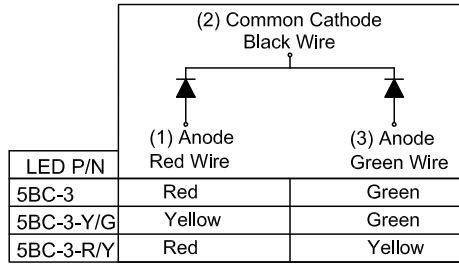 (2) Common Cathode
Black Wire
(1) Anode
Red Wire
(3) Anode
Green Wire
LED P/N
5BC-3 Red Green
5BC-3-Y/G Yellow Green
5BC-3-R/Y Red Yellow